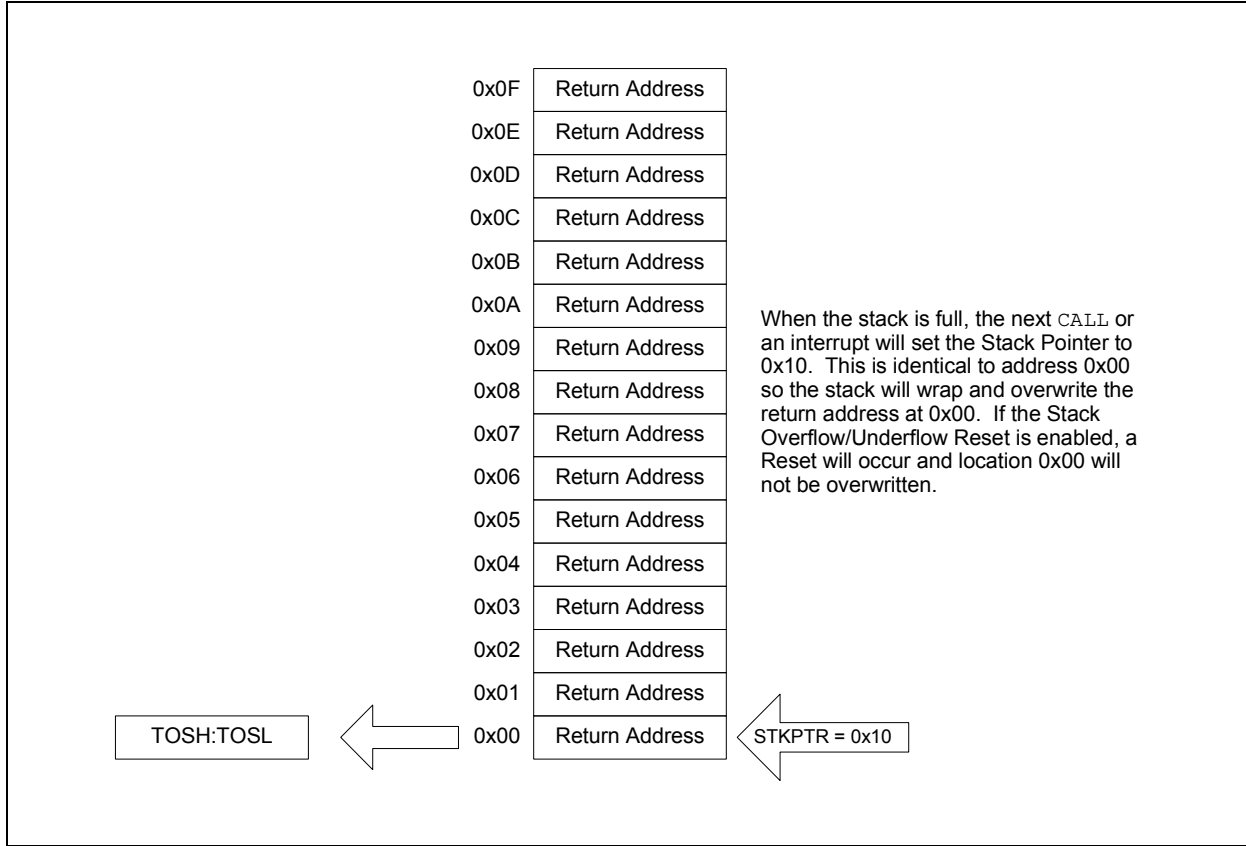 0x0F Return Address
0x0E Return Address
0x0D Return Address
0x0C Return Address
0x0B Return Address
0x0A Return Address
0x09 Return Address
0x08 Return Address
0x07 Return Address
0x06 Return Address
0x05 Return Address
0x04 Return Address
0x03 Return Address
0x02 Return Address
0x01 Return Address
TOSH:TOSL 0x00 Return Address STKPTR = 0x10
When the stack is full, the next CALL or
an interrupt will set the Stack Pointer to
0x10. This is identical to address 0x00
so the stack will wrap and overwrite the
return address at 0x00. If the Stack
Overflow/Underflow Reset is enabled, a
Reset will occur and location 0x00 will
not be overwritten.